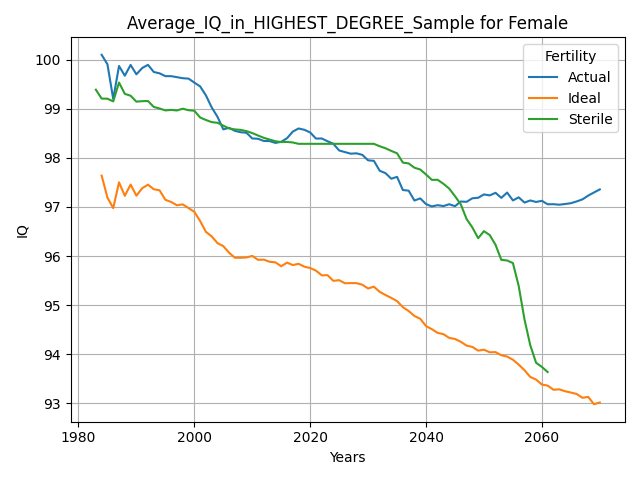 Average_IQ_in_HIGHEST_DEGREE_Sample for Female
Fertility
Actual
Ideal
Sterile
IQ
100
99
98
97
96
95
94
93
1980
2000
2020
2040
2060
Years